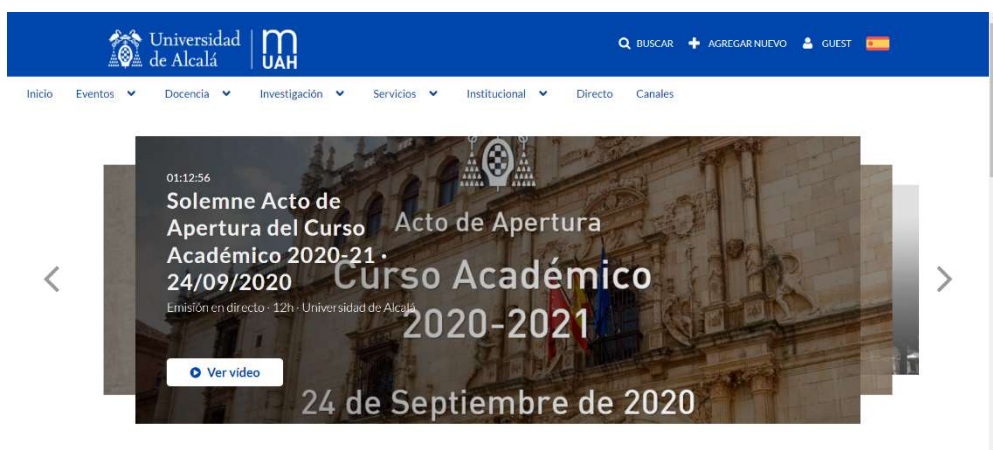 Universidad
de Alcalá
m
UAH
BUSCAR AGREGAR NUEVO GUEST
Inicio Eventos Docencia Investigación Servicios Institucional Directo Canales
01:12:56
Solemne Acto de
Apertura del Curso
Académico 2020-21 ·
24/09/2020
Emisión en directo · 12h · Universidad de Alcalá
Ver vídeo
Acto de Apertura
Curso Académico
2020-2021
24 de Septiembre de 2020